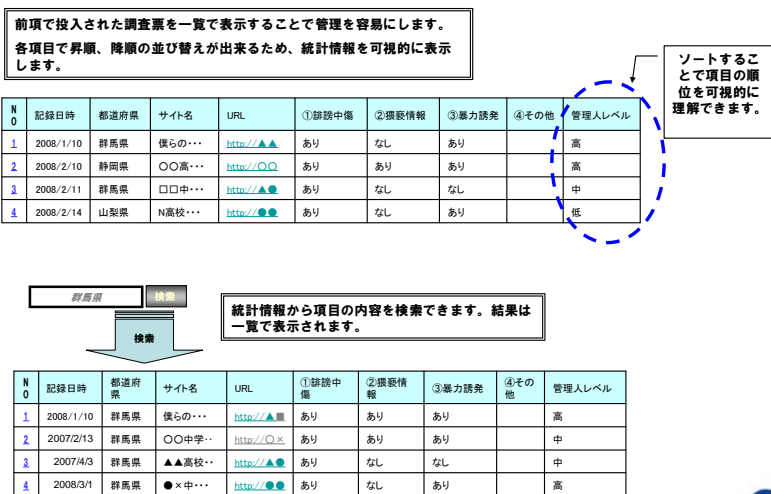 前項で投入された調査票を一覧で表示することで管理を容易にします。
各項目で昇順、降順の並び替えが出来るため、統計情報を可視的に表示
します。
ソートするこ
とで項目の順
位を可視的に
理解できます。
NO 記録日時 都道府県 サイト名 URL ①誹謗中傷 ②猥褻情報 ③暴力誘発 ④その他 管理人レベル
1 2008/1/10 群馬県 僕らの・・・ http://▲▲ あり なし あり 高
2 2008/2/10 静岡県 〇〇高・・・ http://〇〇 あり あり あり 高
3 2008/2/11 群馬県 □□中・・・ http://▲● あり なし なし 中
4 2008/2/14 山梨県 N高校・・・ http://●● あり なし あり 低
群馬県 検索
検索
統計情報から項目の内容を検索できます。結果は
一覧で表示されます。
NO 記録日時 都道府県 サイト名 URL ①誹謗中傷 ②猥褻情報 ③暴力誘発 ④その他 管理人レベル
1 2008/1/10 群馬県 僕らの・・・ http://▲■ あり あり あり 高
2 2007/2/13 群馬県 〇〇中学・・ http://〇× あり あり あり 中
3 2007/4/3 群馬県 ▲▲高校・・ http://▲● あり なし なし 中
4 2008/3/1 群馬県 ●×中・・・ http://●● あり なし あり 高